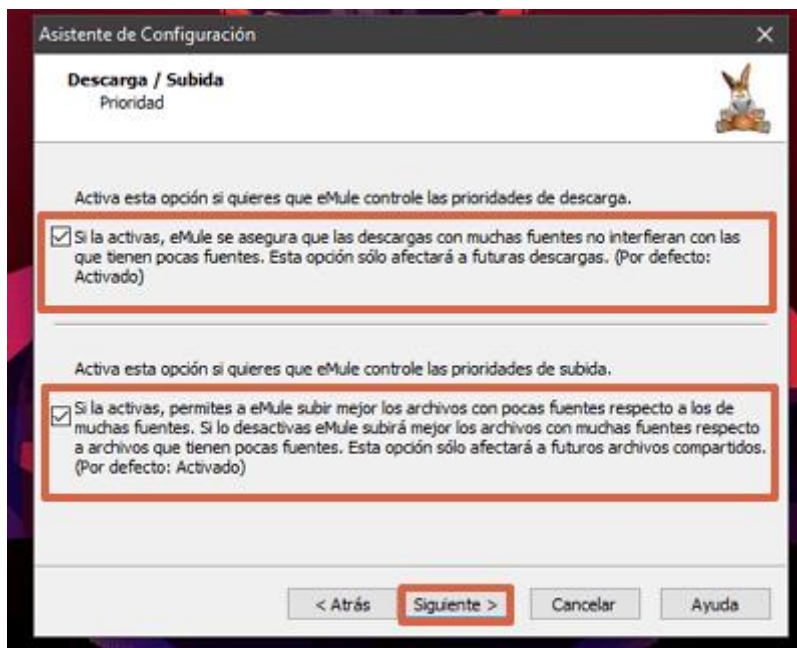 Asistente de Configuración
Descarga / Subida
Prioridad
Activa esta opción si quieres que eMule controle las prioridades de descarga.
Si la activas, eMule se asegura que las descargas con muchas fuentes no interfieran con las
que tienen pocas fuentes. Esta opción sólo afectará a futuras descargas. (Por defecto:
Activado)
Activa esta opción si quieres que eMule controle las prioridades de subida.
Si la activas, permites a eMule subir mejor los archivos con pocas fuentes respecto a los de
muchas fuentes. Si lo desactivas eMule subirá mejor los archivos con muchas fuentes respecto
a archivos que tienen pocas fuentes. Esta opción sólo afectará a futuros archivos compartidos.
(Por defecto: Activado)
< Atrás Siguiente > Cancelar Ayuda